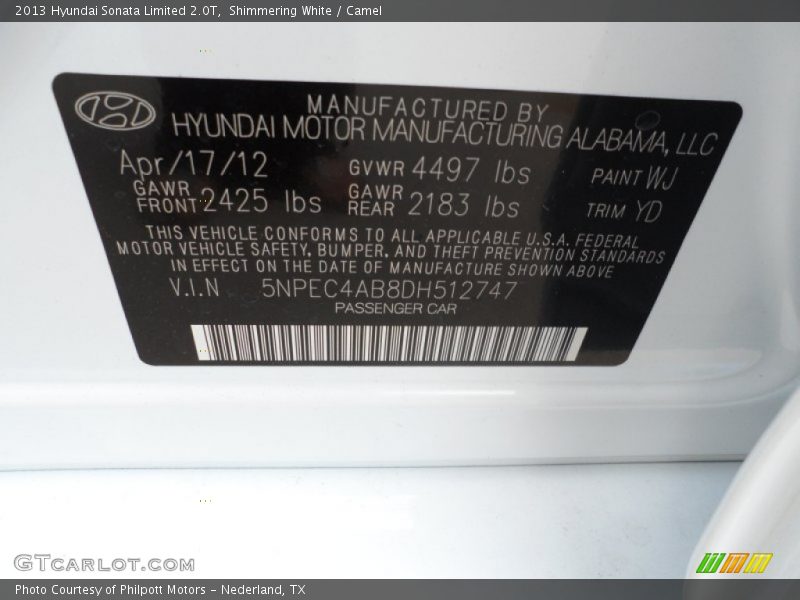 2013 Hyundai Sonata Limited 2.0T, Shimmering White / Camel
MANUFACTURED BY
HYUNDAI MOTOR MANUFACTURING ALABAMA, LLC
Apr/17/12 GVWR 4497 lbs PAINT WJ
GAWR FRONT 2425 lbs GAWR REAR 2183 lbs TRIM YD
THIS VEHICLE CONFORMS TO ALL APPLICABLE U.S.A. FEDERAL
MOTOR VEHICLE SAFETY, BUMPER, AND THEFT PREVENTION STANDARDS
IN EFFECT ON THE DATE OF MANUFACTURE SHOWN ABOVE
V.I.N 5NPEC4AB8DH512747
PASSENGER CAR
GTCARLOT.COM
Photo Courtesy of Philpott Motors - Nederland, TX